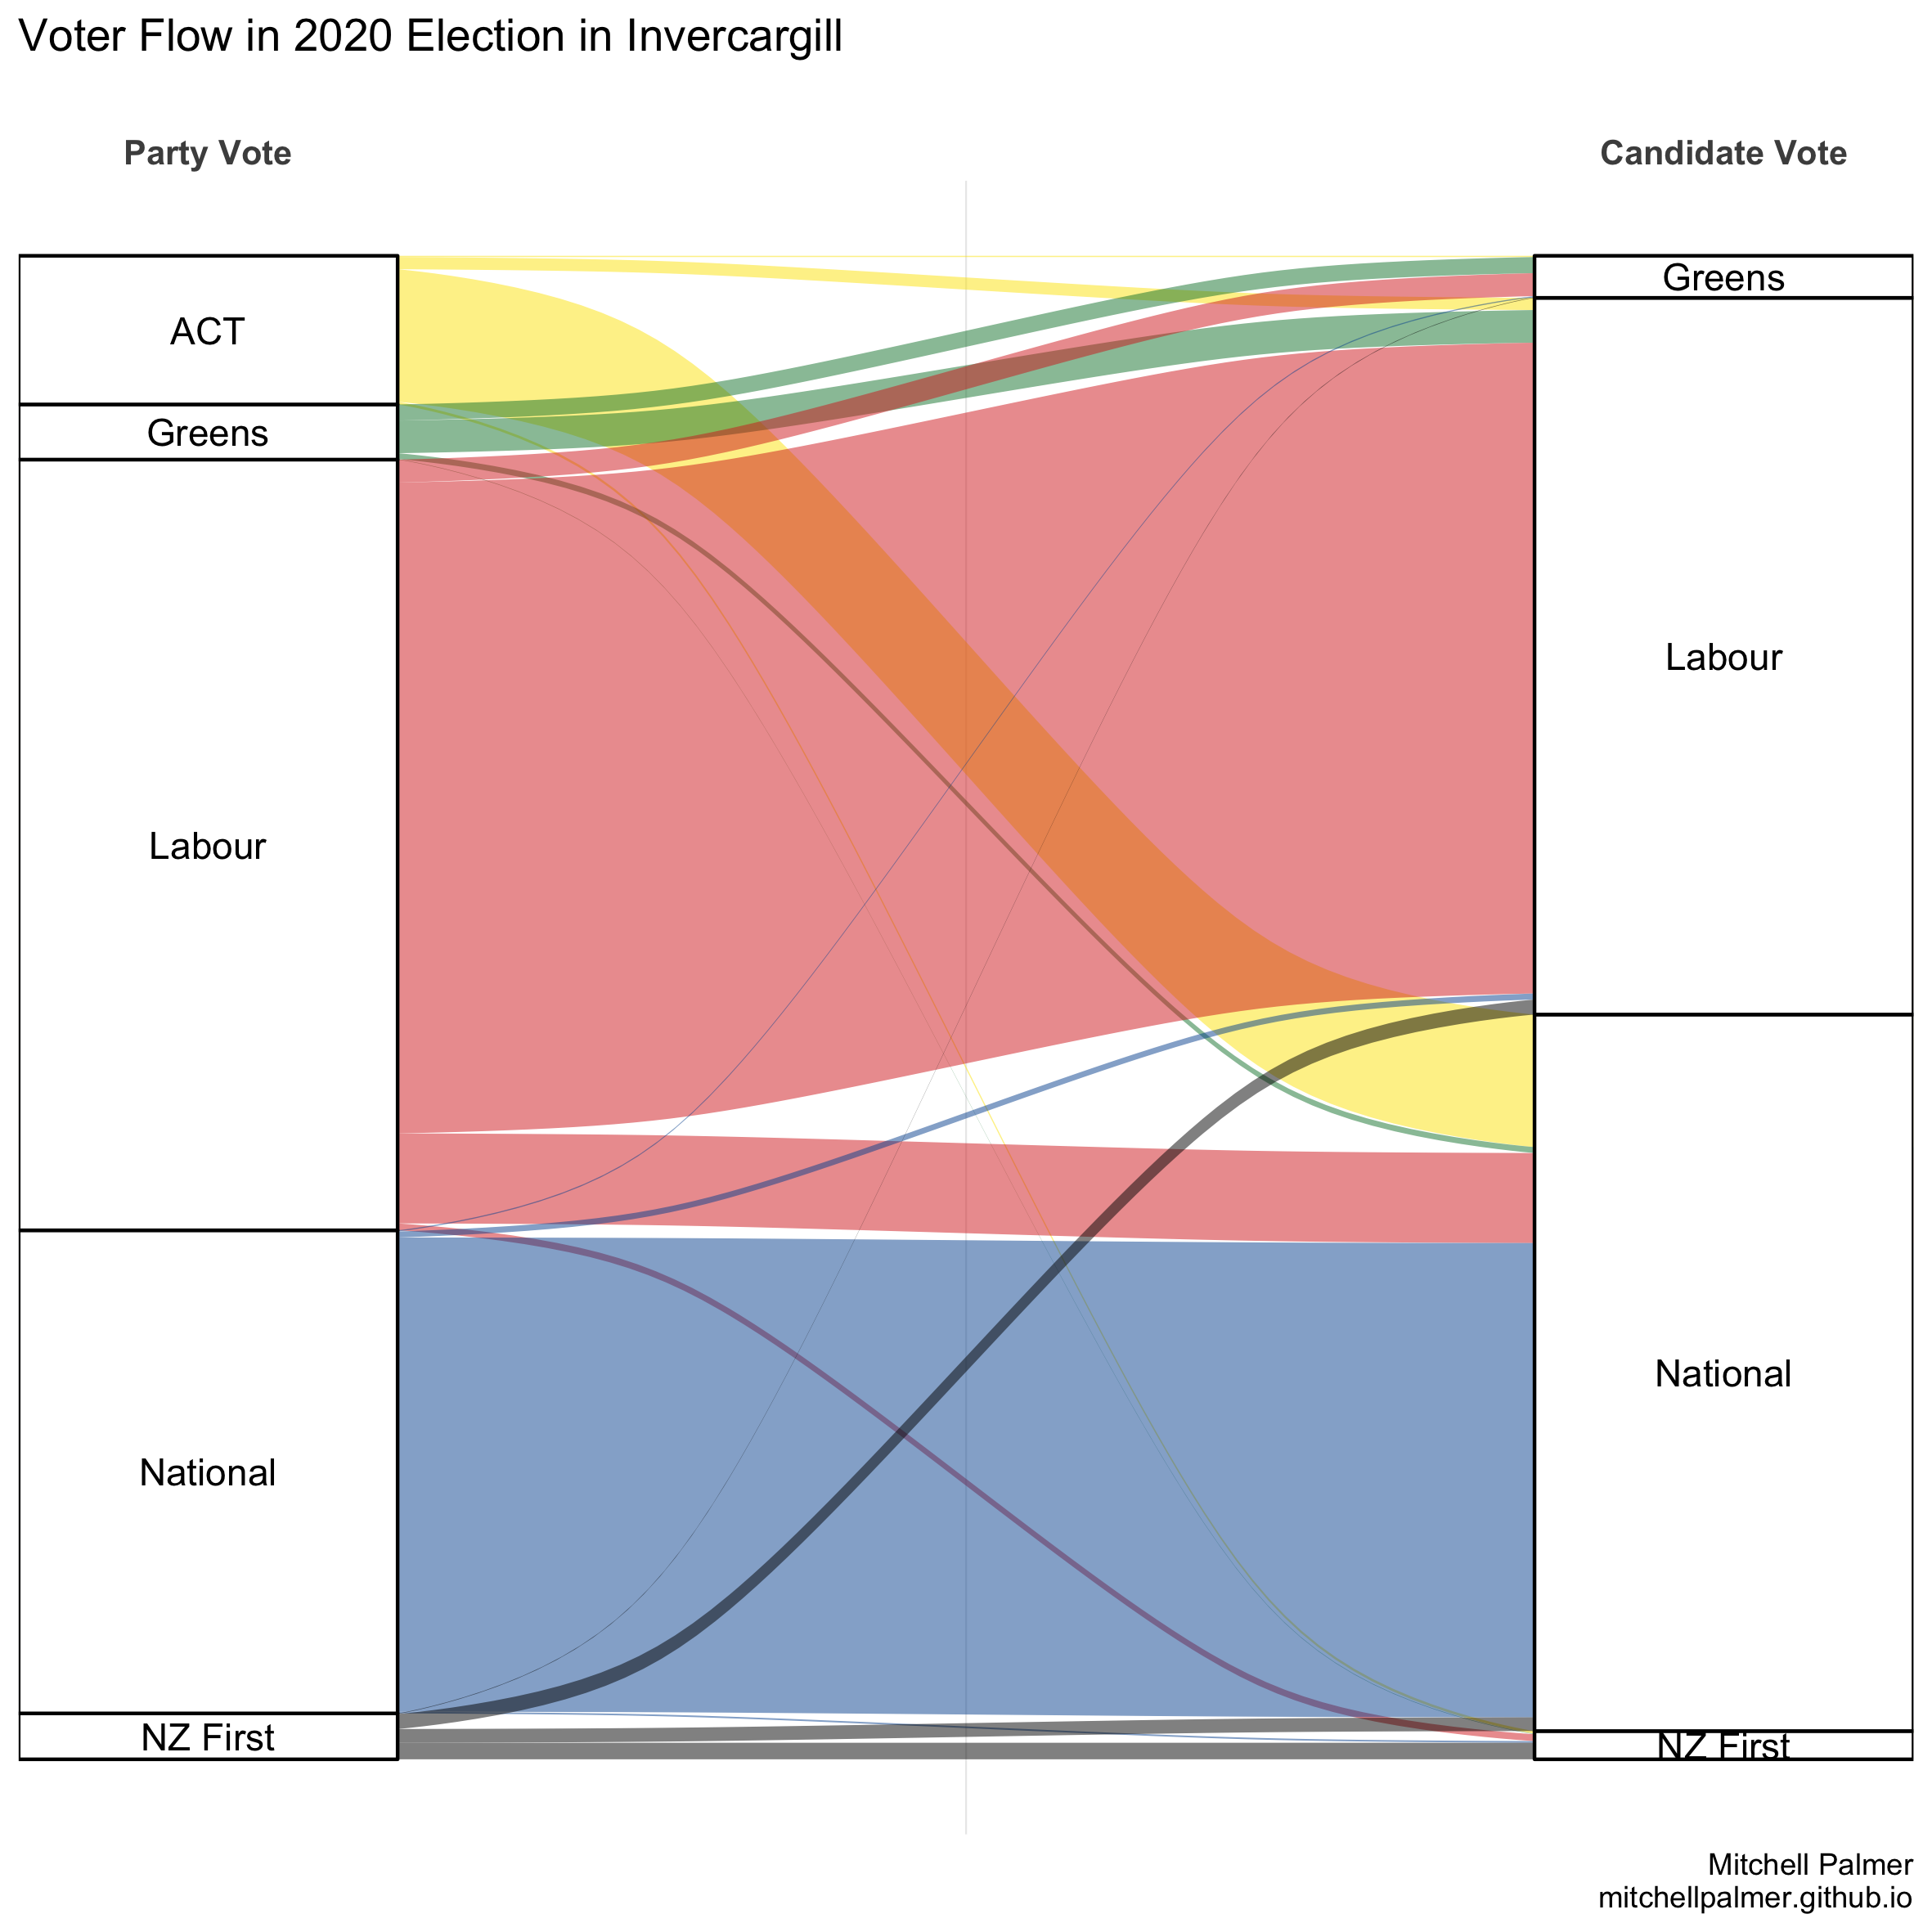 Voter Flow in 2020 Election in Invercargill
Party Vote
Candidate Vote
ACT
Greens
Labour
National
NZ First
Greens
Labour
National
NZ First
Mitchell Palmer
mitchellpalmer.github.io